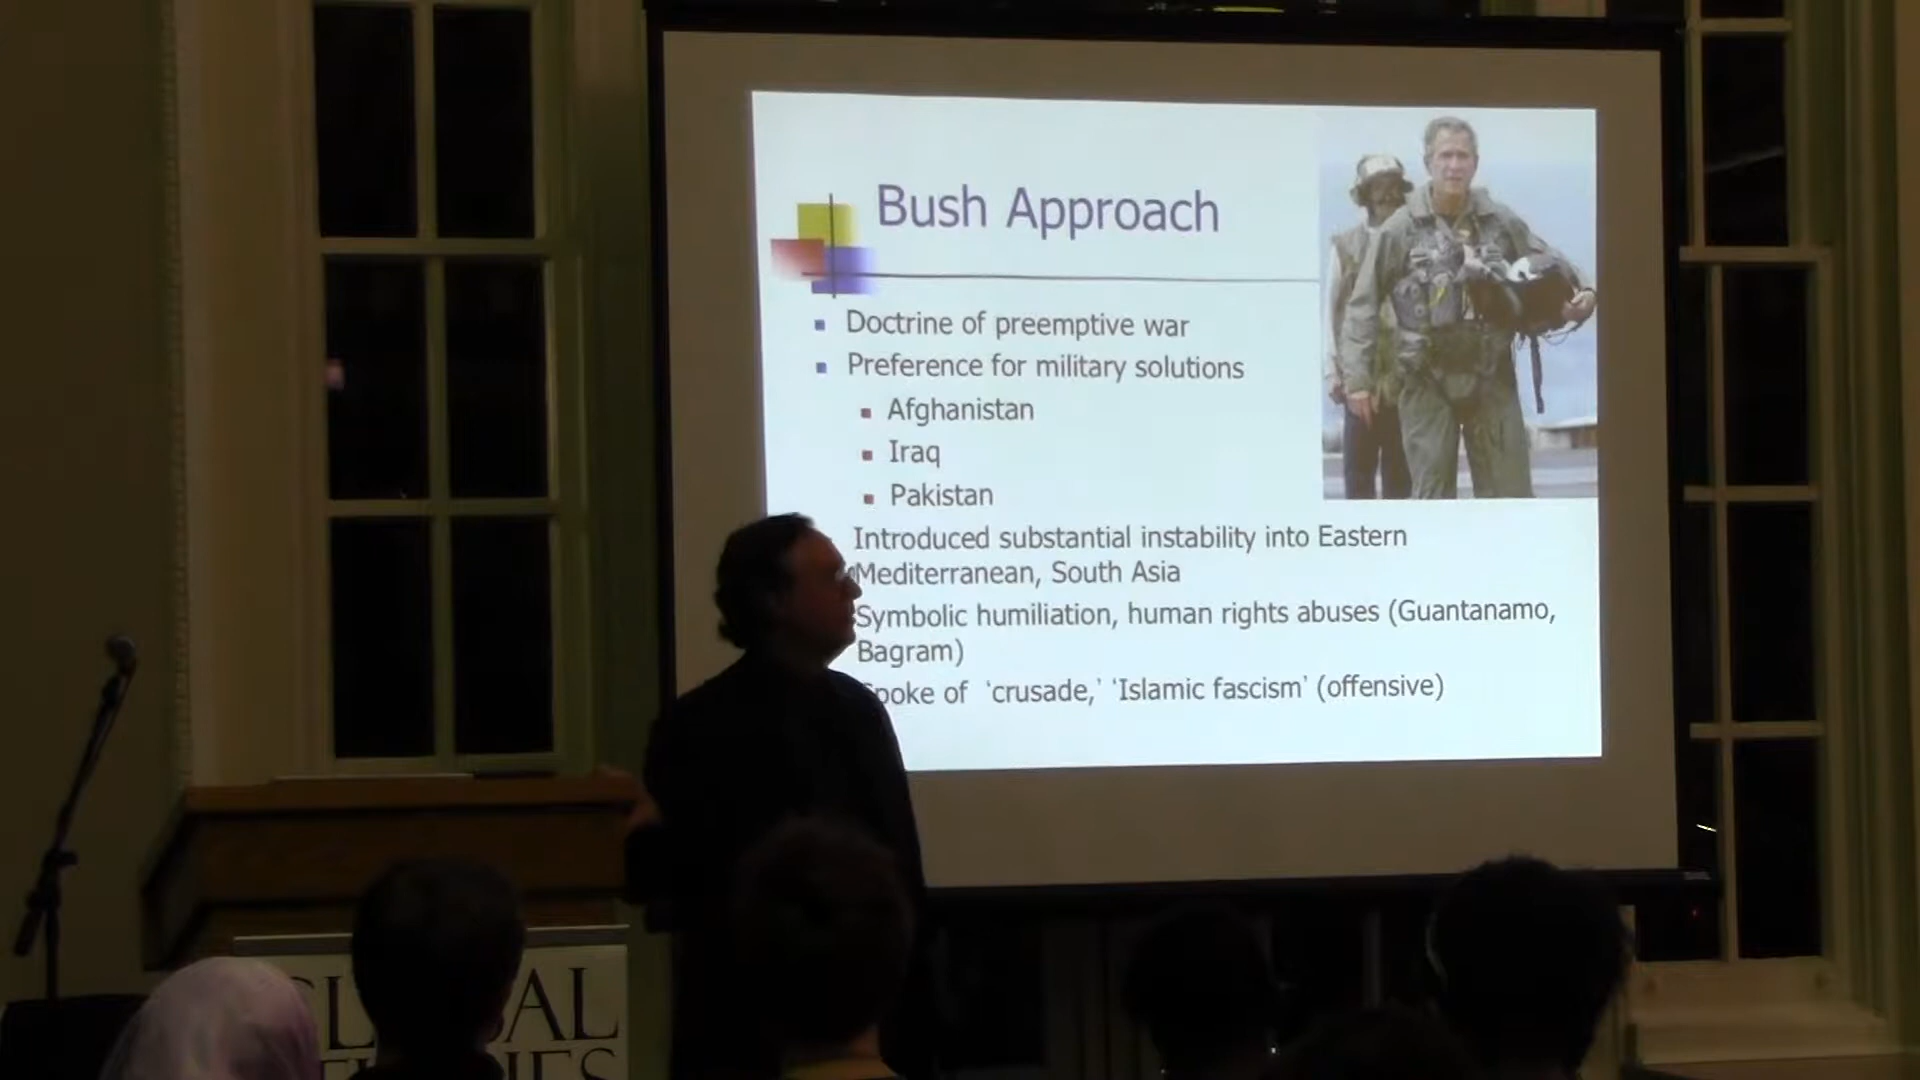 Bush Approach
Doctrine of preemptive war
Preference for military solutions
Afghanistan
Iraq
Pakistan
Introduced substantial instability into Eastern
Mediterranean, South Asia
Symbolic humiliation, human rights abuses (Guantanamo,
Bagram)
Spoke of ‘crusade,’ ‘Islamic fascism’ (offensive)